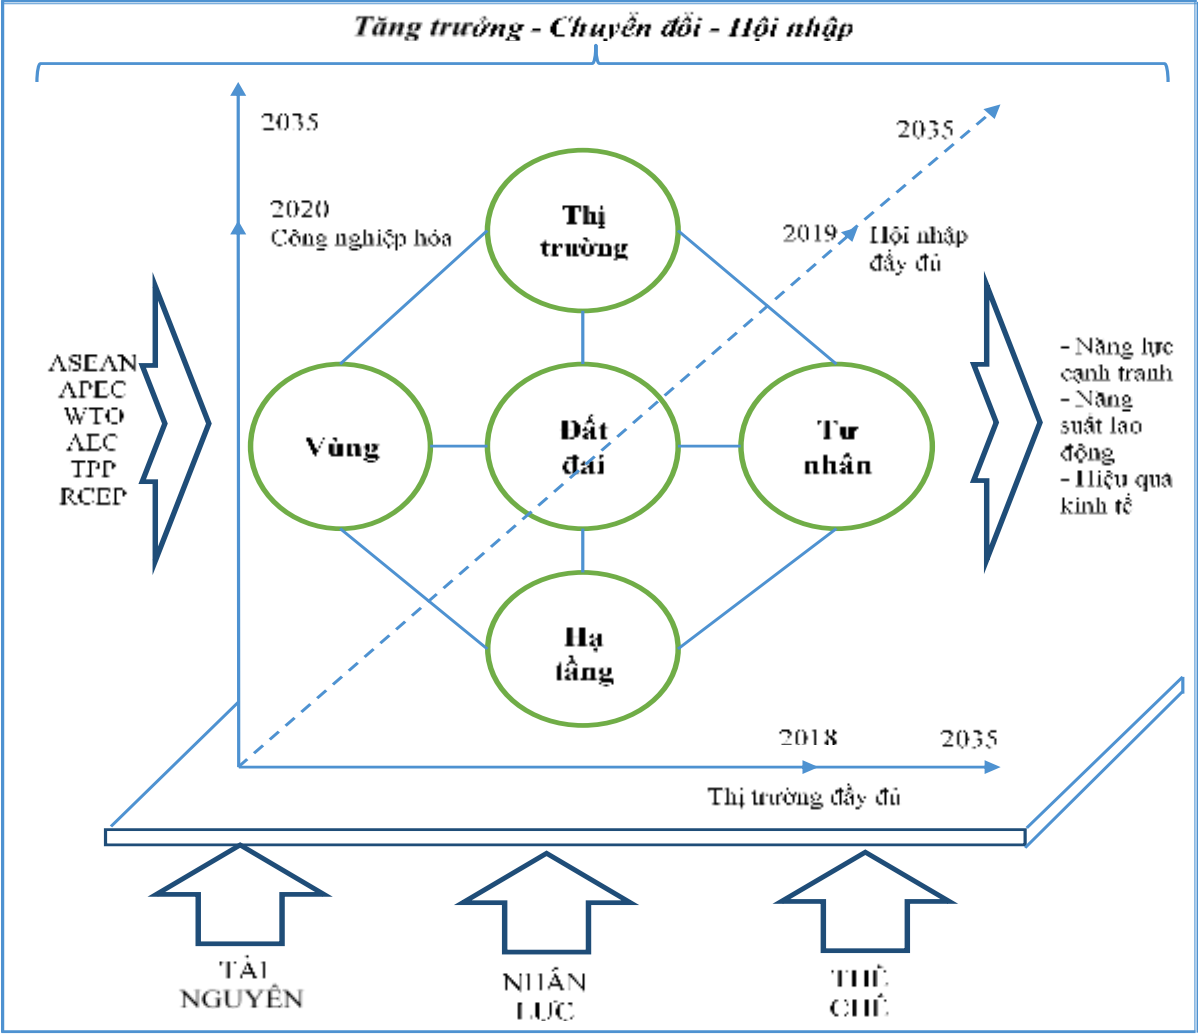 Tăng trưởng - Chuyển đổi - Hội nhập
2035
2035
2020
Công nghiệp hóa
Thị
trường
2019
Hội nhập
đầy đủ
ASEAN
APEC
WTO
AEC
TPP
RCEP
Vùng
Đất
đai
Tư
nhân
- Năng lực
cạnh tranh
- Năng
suất lao
động
- Hiệu quả
kinh tế
Hạ
tầng
2018
2035
Thị trường đầy đủ
TÀI
NGUYÊN
NHÂN
LỰC
THỂ
CHẾ